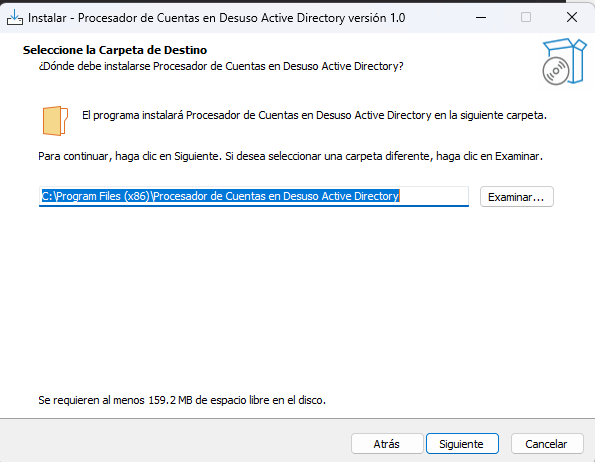 Instalar - Procesador de Cuentas en Desuso Active Directory versión 1.0
Seleccione la Carpeta de Destino
¿Dónde debe instalarse Procesador de Cuentas en Desuso Active Directory?
El programa instalará Procesador de Cuentas en Desuso Active Directory en la siguiente carpeta.
Para continuar, haga clic en Siguiente. Si desea seleccionar una carpeta diferente, haga clic en Examinar.
C:\Program Files (x86)\Procesador de Cuentas en Desuso Active Directory
Examinar...
Se requieren al menos 159.2 MB de espacio libre en el disco.
Atrás
Siguiente
Cancelar